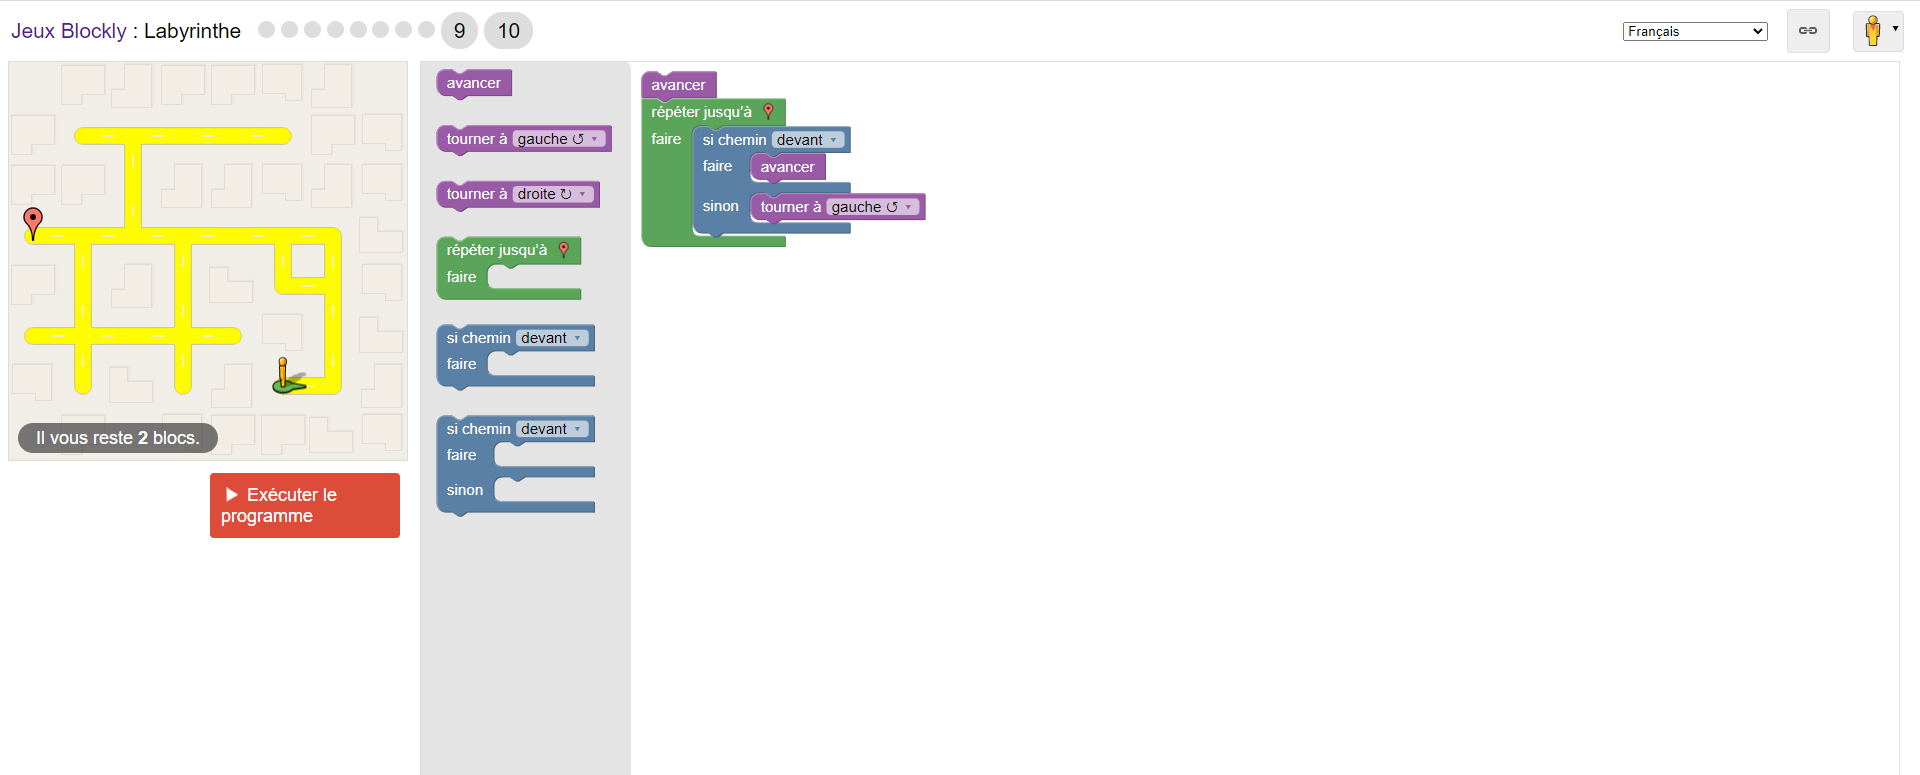 Jeux Blockly : Labyrinthe 9 10
Français
Il vous reste 2 blocs.
Exécuter le
programme
avancer
tourner à gauche ↺
tourner à droite ↻
répéter jusqu'à
faire
si chemin devant
faire
si chemin devant
faire
sinon
avancer
répéter jusqu'à
faire si chemin devant
faire avancer
sinon tourner à gauche ↺